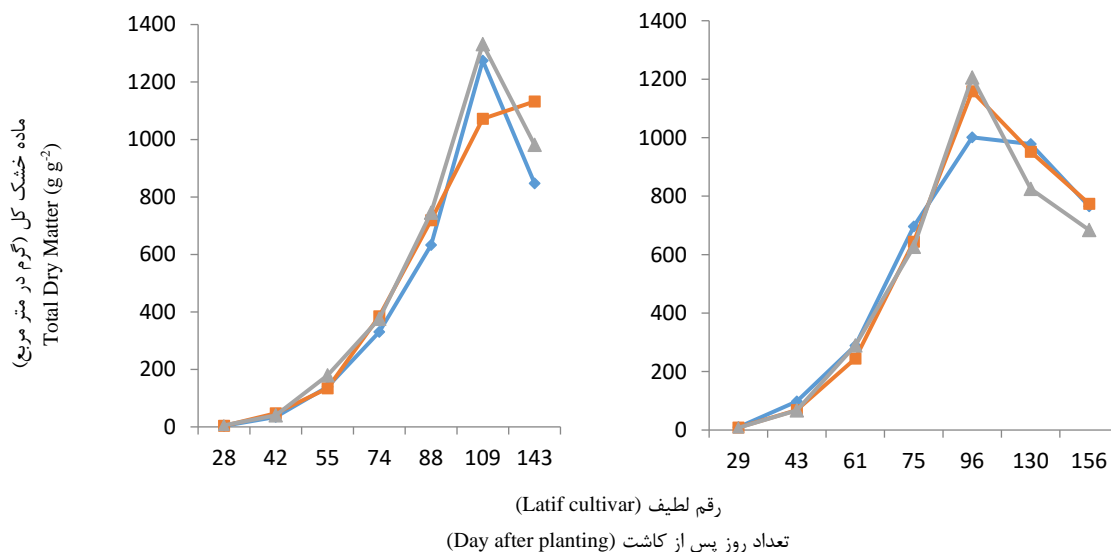 ماده خشک کل (گرم در متر مربع)
Total Dry Matter (g g-2)
1400
1200
1000
800
600
400
200
0
28 42 55 74 88 109 143
1400
1200
1000
800
600
400
200
0
29 43 61 75 96 130 156
رقم لطیف (Latif cultivar)
تعداد روز پس از کاشت (Day after planting)